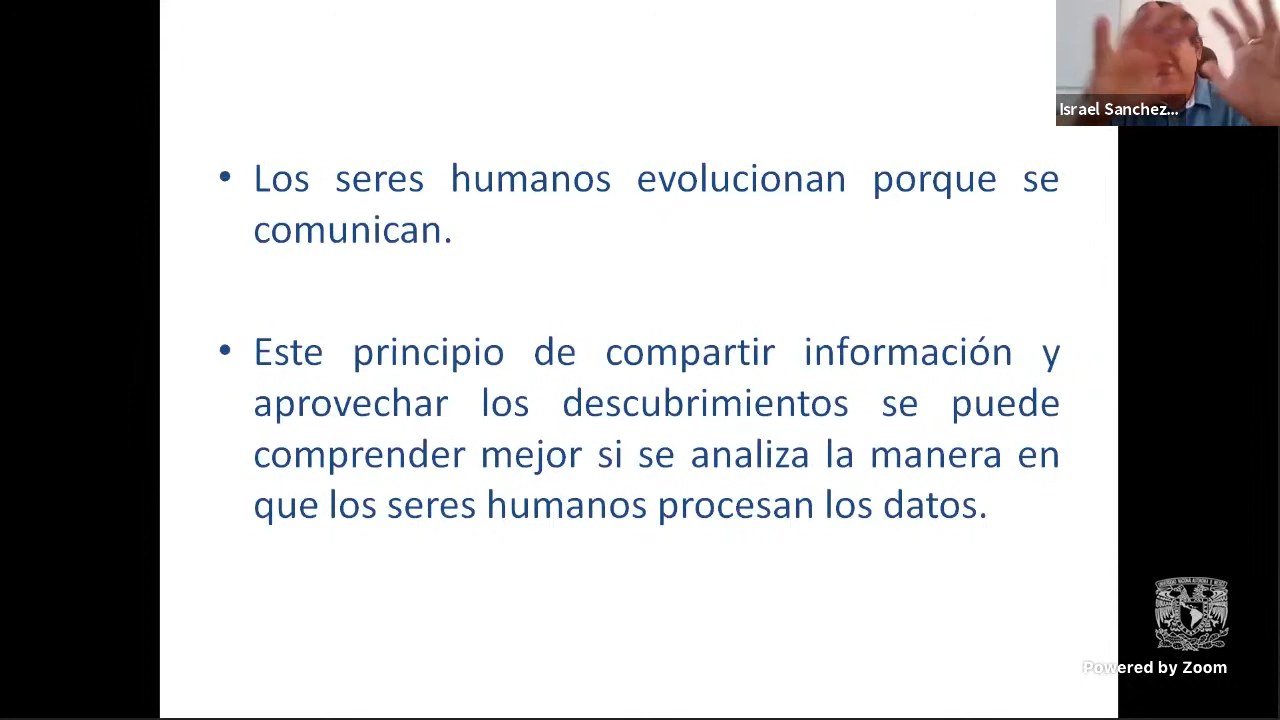 Israel Sanchez...
• Los seres humanos evolucionan porque se
comunican.
• Este principio de compartir información y
aprovechar los descubrimientos se puede
comprender mejor si se analiza la manera en
que los seres humanos procesan los datos.
Powered by Zoom